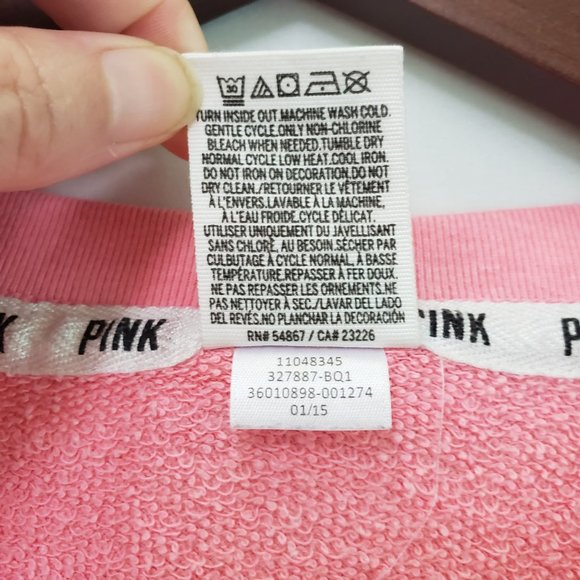 30
TURN INSIDE OUT.MACHINE WASH COLD.
GENTLE CYCLE.ONLY NON-CHLORINE
BLEACH WHEN NEEDED.TUMBLE DRY
NORMAL CYCLE LOW HEAT.COOL IRON.
DO NOT IRON ON DECORATION.DO NOT
DRY CLEAN./RETOURNER LE VÊTEMENT
À L'ENVERS.LAVABLE À LA MACHINE,
À L'EAU FROIDE.CYCLE DÉLICAT.
UTILISER UNIQUEMENT DU JAVELLISANT
SANS CHLORE, AU BESOIN.SÉCHER PAR
CULBUTAGE À CYCLE NORMAL, À BASSE
TEMPÉRATURE.REPASSER À FER DOUX.
NE PAS REPASSER LES ORNEMENTS.NE
PAS NETTOYER À SEC./LAVAR DEL LADO
DEL REVÉS.NO PLANCHAR LA DECORACIÓN
RN# 54867 / CA# 23226
K PINK
PINK P
11048345
327887-BQ1
36010898-001274
01/15